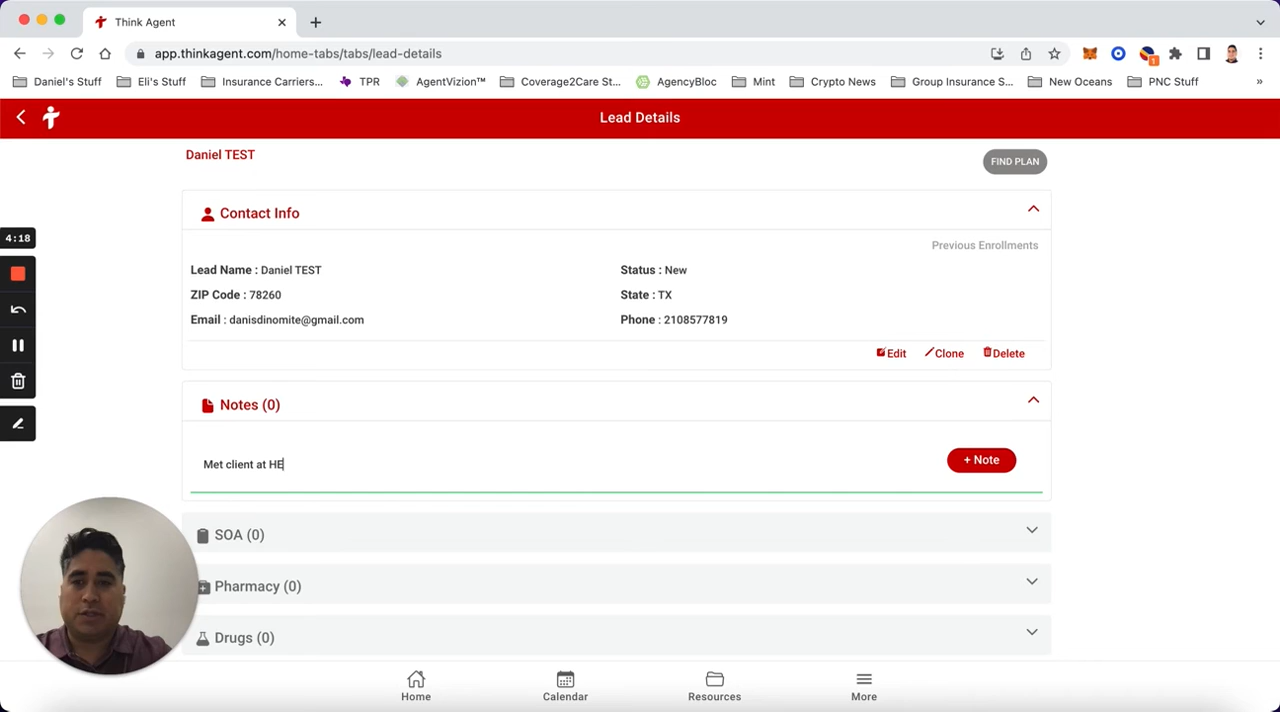 Think Agent
app.thinkagent.com/home-tabs/tabs/lead-details
1
Daniel's Stuff Eli's Stuff Insurance Carriers... TPR AgentVizion™ Coverage2Care St... AgencyBloc Mint Crypto News Group Insurance S... New Oceans PNC Stuff »
Lead Details
Daniel TEST
FIND PLAN
Contact Info
4:18
Previous Enrollments
Lead Name : Daniel TEST Status : New
ZIP Code : 78260 State : TX
Email : danisdinomite@gmail.com Phone : 2108577819
Edit Clone Delete
Notes (0)
Met client at HE + Note
SOA (0)
Pharmacy (0)
Drugs (0)
Home Calendar Resources More